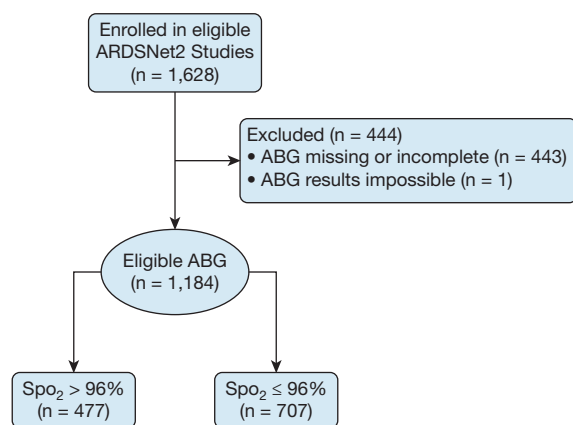 Enrolled in eligible
ARDSNet2 Studies
(n = 1,628)
Excluded (n = 444)
• ABG missing or incomplete (n = 443)
• ABG results impossible (n = 1)
Eligible ABG
(n = 1,184)
Spo₂ > 96%
(n = 477)
Spo₂ ≤ 96%
(n = 707)